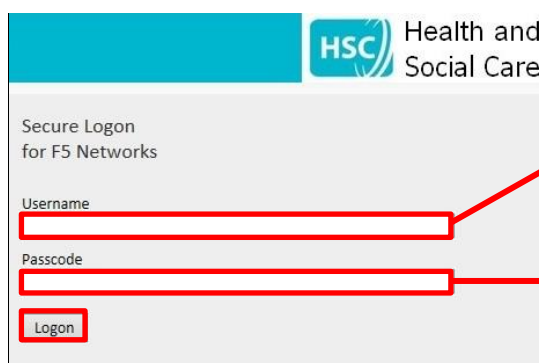 HSC
Health and
Social Care
Secure Logon
for F5 Networks
Username
Passcode
Logon